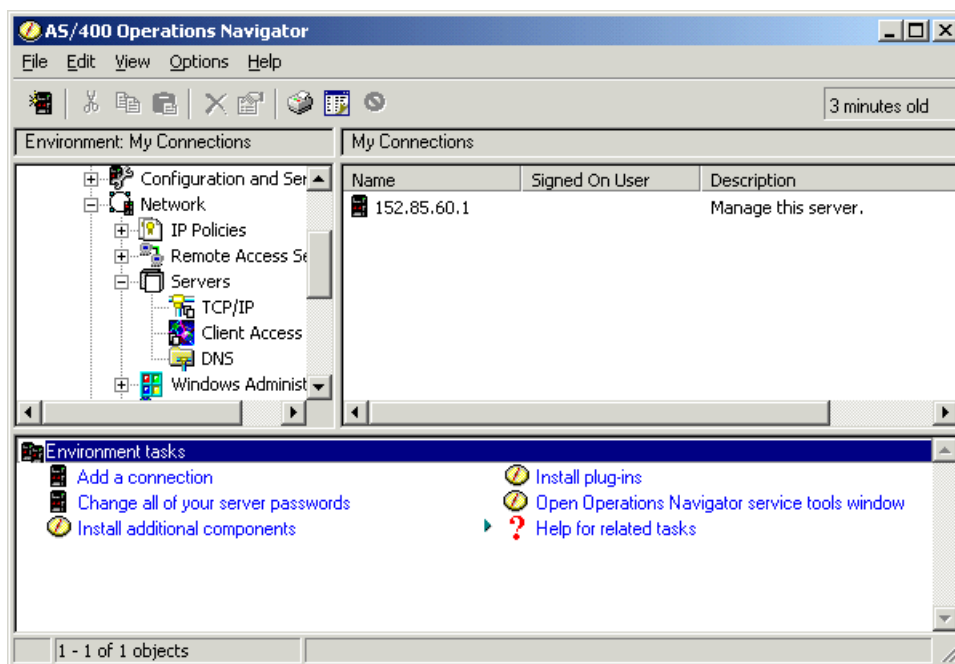 AS/400 Operations Navigator
File Edit View Options Help
3 minutes old
Environment: My Connections
My Connections
Configuration and Ser
Network
IP Policies
Remote Access Se
Servers
TCP/IP
Client Access
DNS
Windows Administ
Name Signed On User Description
152.85.60.1 Manage this server.
Environment tasks
Add a connection
Change all of your server passwords
Install additional components
Install plug-ins
Open Operations Navigator service tools window
? Help for related tasks
1 - 1 of 1 objects